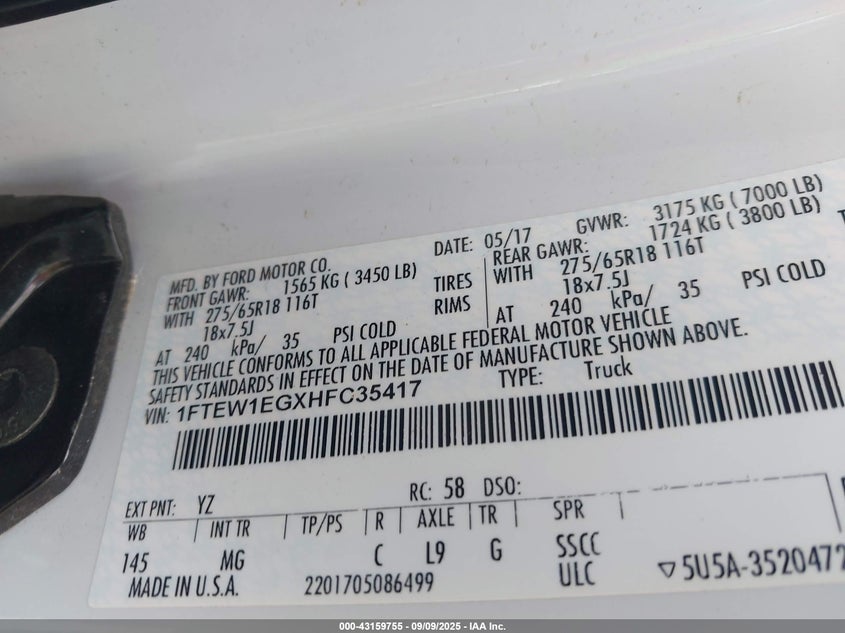 MFD. BY FORD MOTOR CO.
DATE: 05/17
GVWR: 3175 KG ( 7000 LB)
FRONT GAWR: 1565 KG ( 3450 LB)
REAR GAWR: 1724 KG ( 3800 LB)
WITH 275/65R18 116T
TIRES
WITH 275/65R18 116T
18x7.5J
RIMS
18x7.5J
AT 240 kPa/ 35 PSI COLD
AT 240 kPa/ 35 PSI COLD
THIS VEHICLE CONFORMS TO ALL APPLICABLE FEDERAL MOTOR VEHICLE
SAFETY STANDARDS IN EFFECT ON THE DATE OF MANUFACTURE SHOWN ABOVE.
VIN: 1FTEW1EGXHFC35417
TYPE: Truck
EXT PNT: YZ RC: 58 DSO:
WB INT TR TP/PS R AXLE TR SPR
145 MG C L9 G SSCC
ULC
MADE IN U.S.A. 2201705086499
▽5U5A-3520472
000-43159755 - 09/09/2025 - IAA Inc.